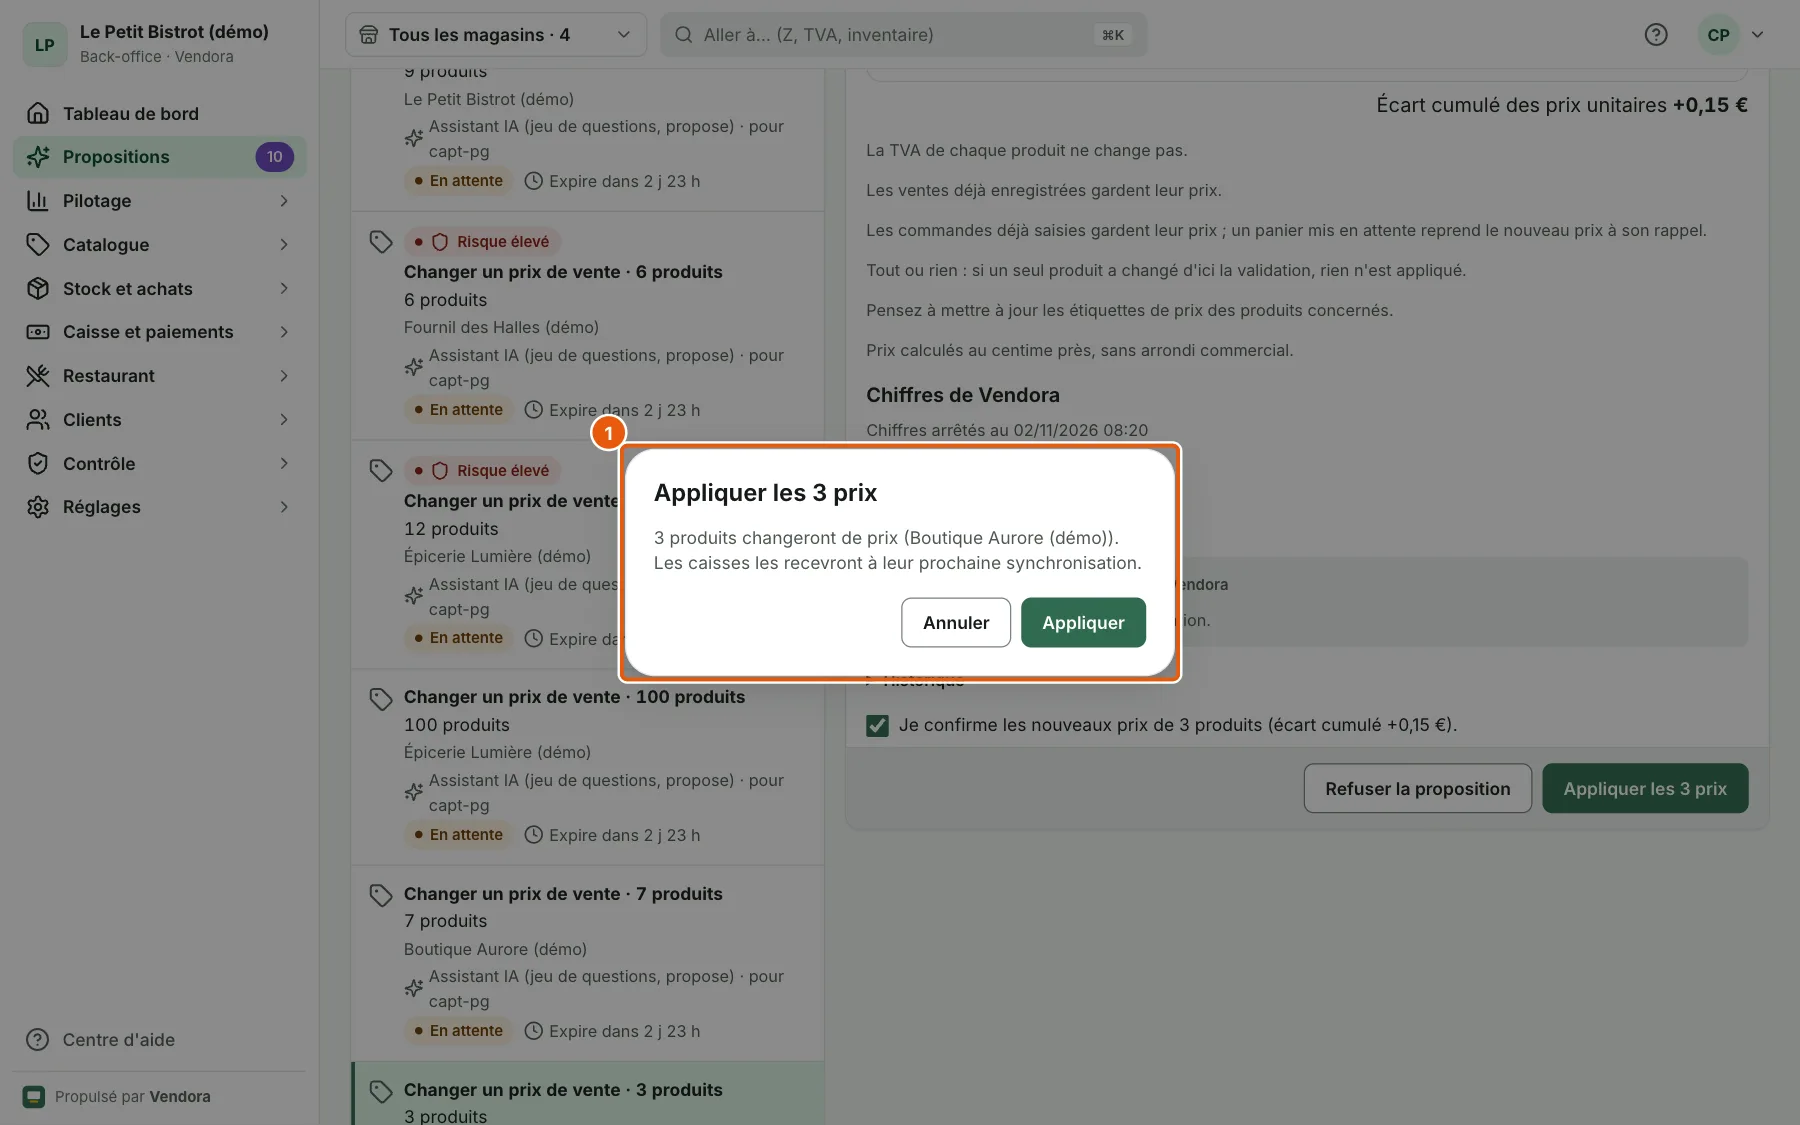 LP
Le Petit Bistrot (démo)
Back-office · Vendora
Tous les magasins · 4
Aller à... (Z, TVA, inventaire)
⌘K
CP
Tableau de bord
Propositions
10
Pilotage
Catalogue
Stock et achats
Caisse et paiements
Restaurant
Clients
Contrôle
Réglages
Centre d'aide
Propulsé par Vendora
9 produits
Le Petit Bistrot (démo)
Assistant IA (jeu de questions, propose) · pour
capt-pg
En attente
Expire dans 2 j 23 h
Risque élevé
Changer un prix de vente · 6 produits
6 produits
Fournil des Halles (démo)
Assistant IA (jeu de questions, propose) · pour
capt-pg
En attente
Expire dans 2 j 23 h
Risque élevé
Changer un prix de vente
12 produits
Épicerie Lumière (démo)
Assistant IA (jeu de
capt-pg
En attente
Expire
Changer un prix de vente · 100 produits
100 produits
Épicerie Lumière (démo)
Assistant IA (jeu de questions, propose) · pour
capt-pg
En attente
Expire dans 2 j 23 h
Changer un prix de vente · 7 produits
7 produits
Boutique Aurore (démo)
Assistant IA (jeu de questions, propose) · pour
capt-pg
En attente
Expire dans 2 j 23 h
Changer un prix de vente · 3 produits
3 produits
Écart cumulé des prix unitaires +0,15 €
La TVA de chaque produit ne change pas.
Les ventes déjà enregistrées gardent leur prix.
Les commandes déjà saisies gardent leur prix ; un panier mis en attente reprend le nouveau prix à son rappel.
Tout ou rien : si un seul produit a changé d'ici la validation, rien n'est appliqué.
Pensez à mettre à jour les étiquettes de prix des produits concernés.
Prix calculés au centime près, sans arrondi commercial.
Chiffres de Vendora
Chiffres arrêtés au 02/11/2026 08:20
1
Appliquer les 3 prix
3 produits changeront de prix (Boutique Aurore (démo)).
Les caisses les recevront à leur prochaine synchronisation.
Annuler
Appliquer
Historique
Je confirme les nouveaux prix de 3 produits (écart cumulé +0,15 €).
Refuser la proposition
Appliquer les 3 prix